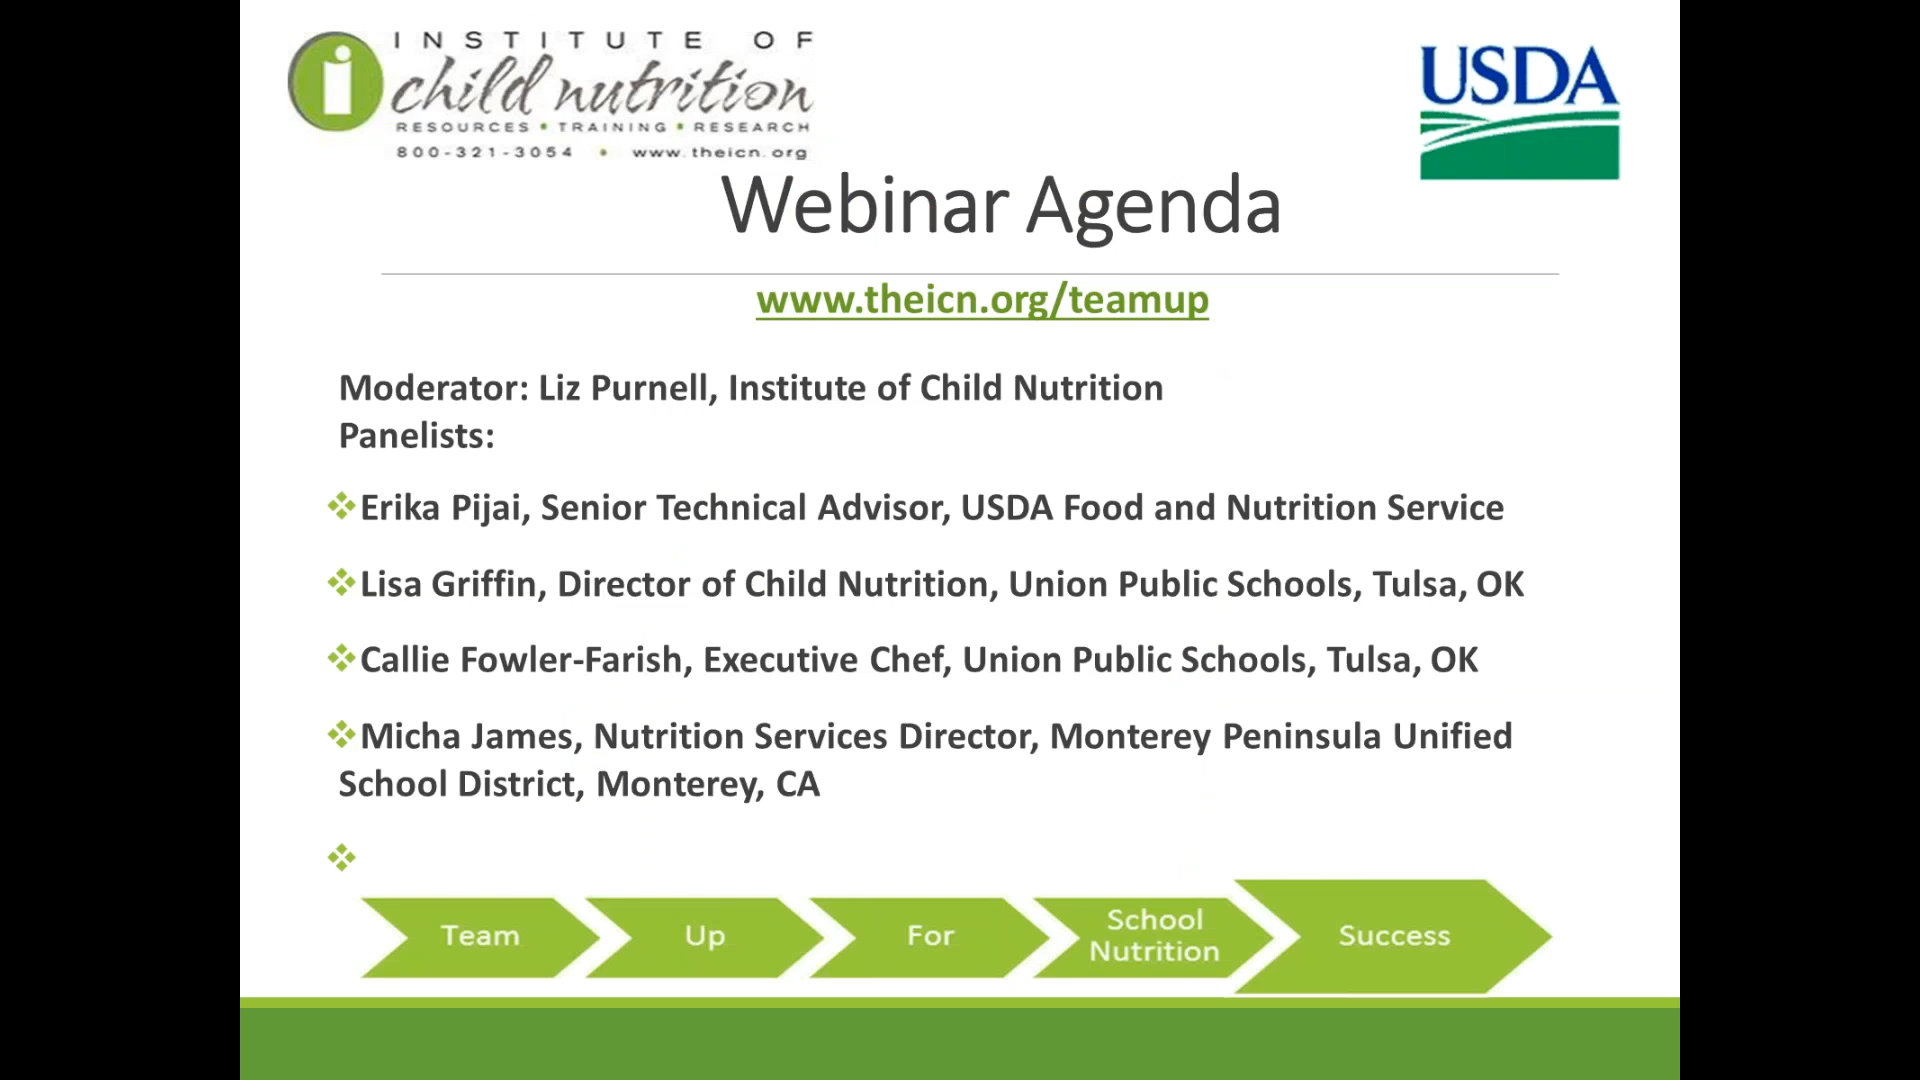 INSTITUTE OF
child nutrition
RESOURCES • TRAINING • RESEARCH
800-321-3054 • www.theicn.org
USDA
Webinar Agenda
www.theicn.org/teamup
Moderator: Liz Purnell, Institute of Child Nutrition
Panelists:
❖Erika Pijai, Senior Technical Advisor, USDA Food and Nutrition Service
❖Lisa Griffin, Director of Child Nutrition, Union Public Schools, Tulsa, OK
❖Callie Fowler-Farish, Executive Chef, Union Public Schools, Tulsa, OK
❖Micha James, Nutrition Services Director, Monterey Peninsula Unified
School District, Monterey, CA
❖
Team
Up
For
School
Nutrition
Success